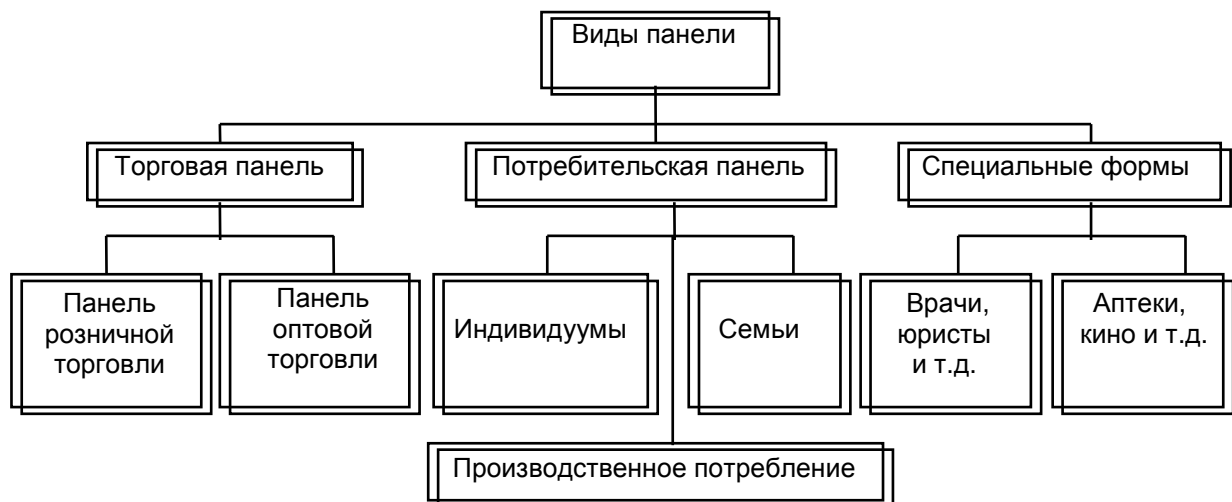 Виды панели
Торговая панель
Потребительская панель
Специальные формы
Панель
розничной
торговли
Панель
оптовой
торговли
Индивидуумы
Семьи
Врачи,
юристы
и т.д.
Аптеки,
кино и т.д.
Производственное потребление